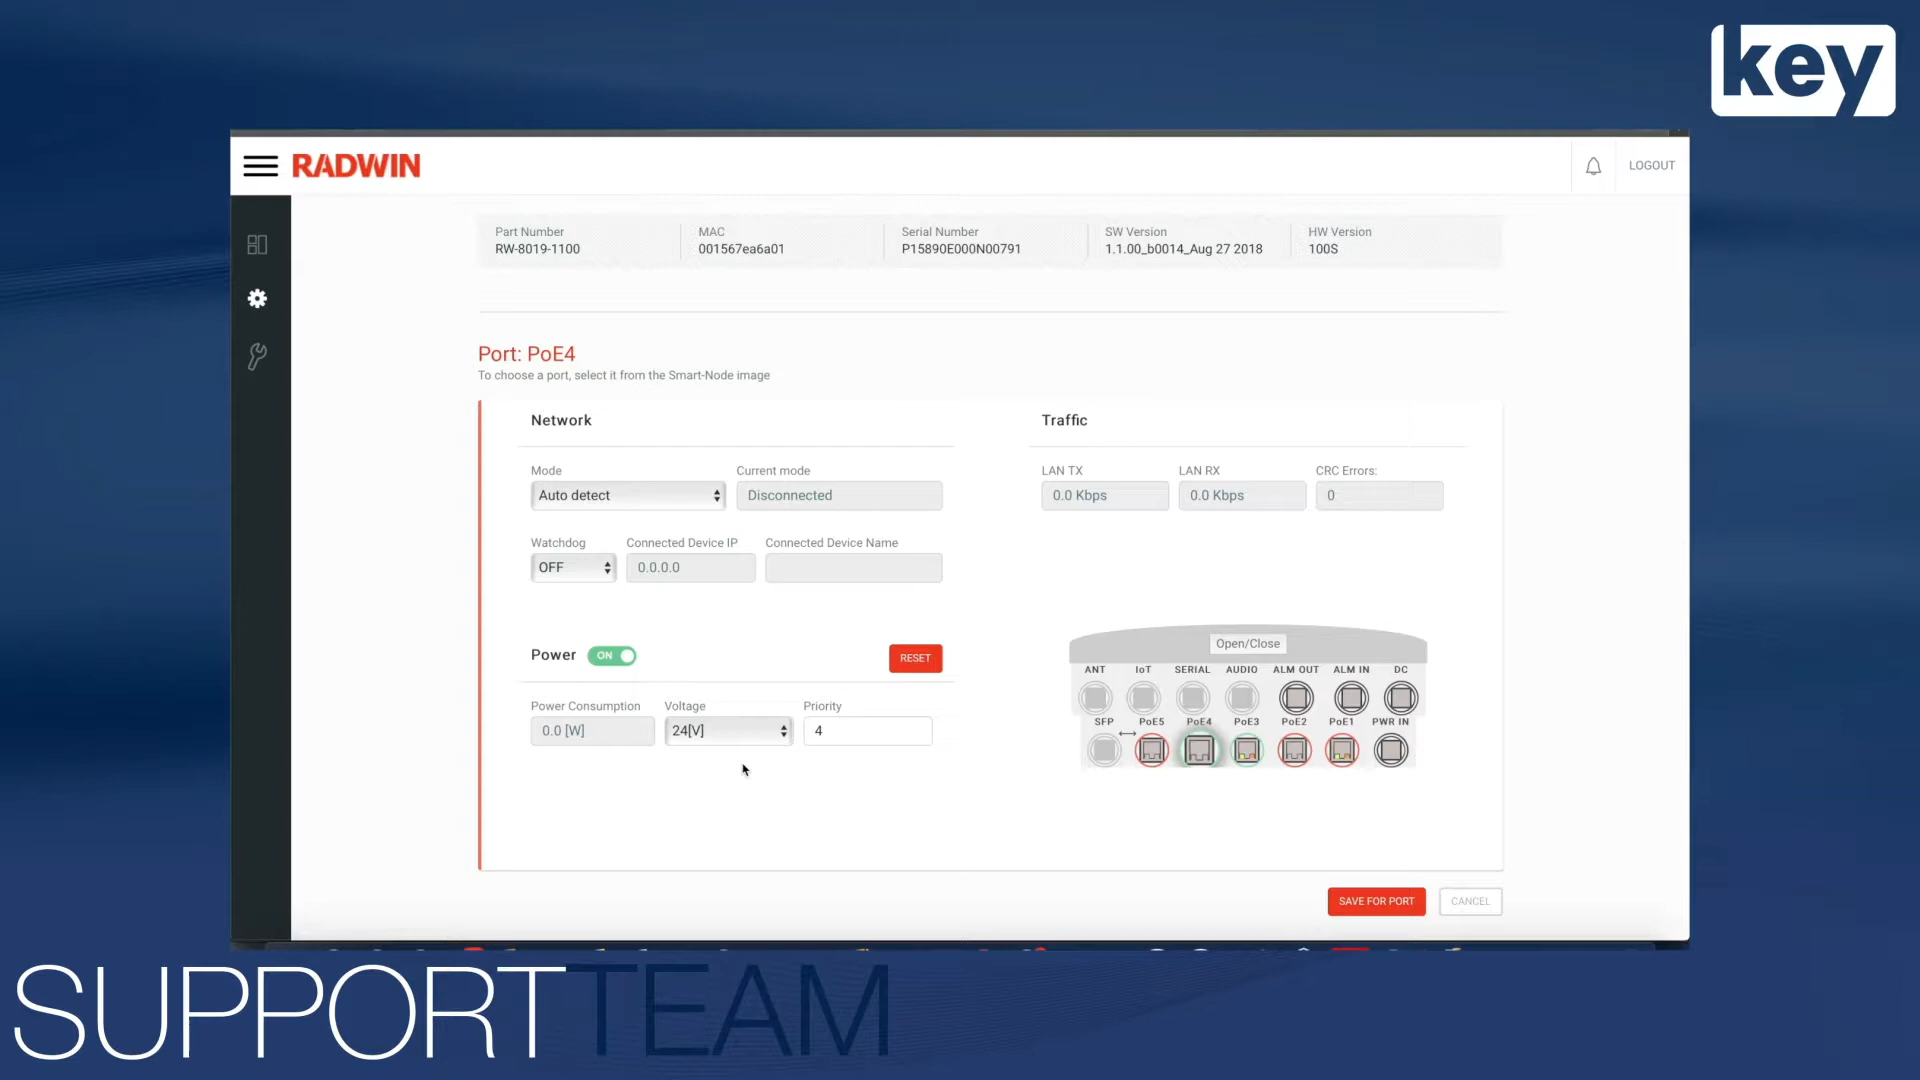 key
RADWIN
LOGOUT
Part Number
RW-8019-1100
MAC
001567ea6a01
Serial Number
P15890E000N00791
SW Version
1.1.00_b0014_Aug 27 2018
HW Version
100S
Port: PoE4
To choose a port, select it from the Smart-Node image
Network
Mode
Auto detect
Current mode
Disconnected
Watchdog
OFF
Connected Device IP
0.0.0.0
Connected Device Name
Power ON
RESET
Power Consumption
0.0 [W]
Voltage
24[V]
Priority
4
Traffic
LAN TX
0.0 Kbps
LAN RX
0.0 Kbps
CRC Errors:
0
Open/Close
ANT IoT SERIAL AUDIO ALM OUT ALM IN DC
SFP PoE5 PoE4 PoE3 PoE2 PoE1 PWR IN
SAVE FOR PORT
CANCEL
SUPPORTTEAM